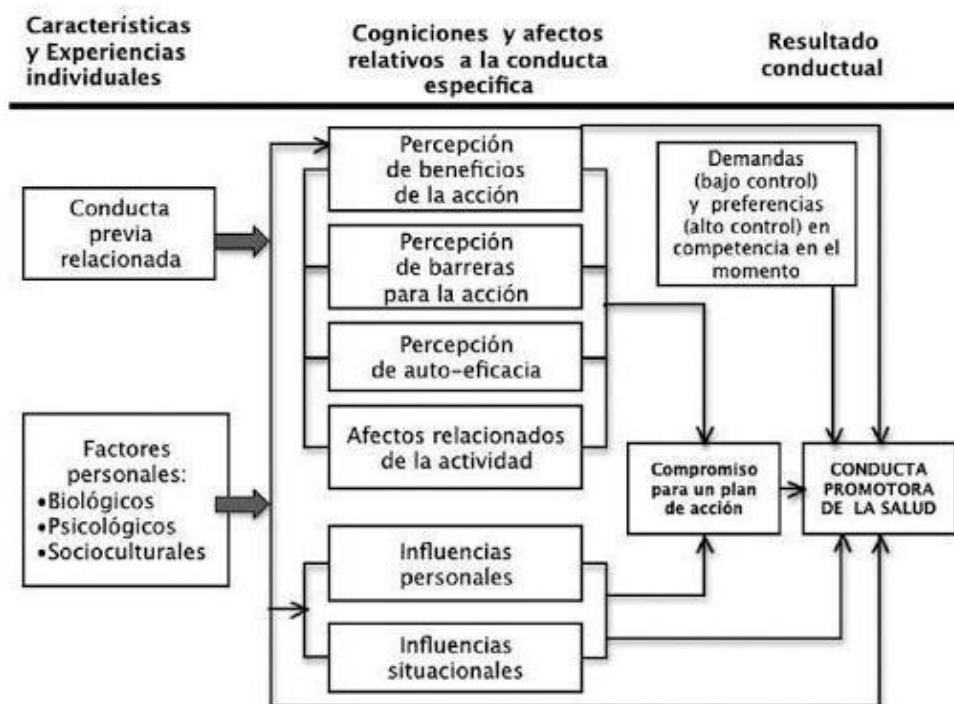 Características
y Experiencias
individuales
Cogniciones y afectos
relativos a la conducta
especifica
Resultado
conductual
Conducta
previa
relacionada
Factores
personales:
•Biológicos
•Psicológicos
•Socioculturales
Percepción
de beneficios
de la acción
Percepción
de barreras
para la acción
Percepción
de auto-eficacia
Afectos relacionados
de la actividad
Influencias
personales
Influencias
situacionales
Demandas
(bajo control)
y preferencias
(alto control) en
competencia en el
momento
Compromiso
para un plan
de acción
CONDUCTA
PROMOTORA
DE LA SALUD